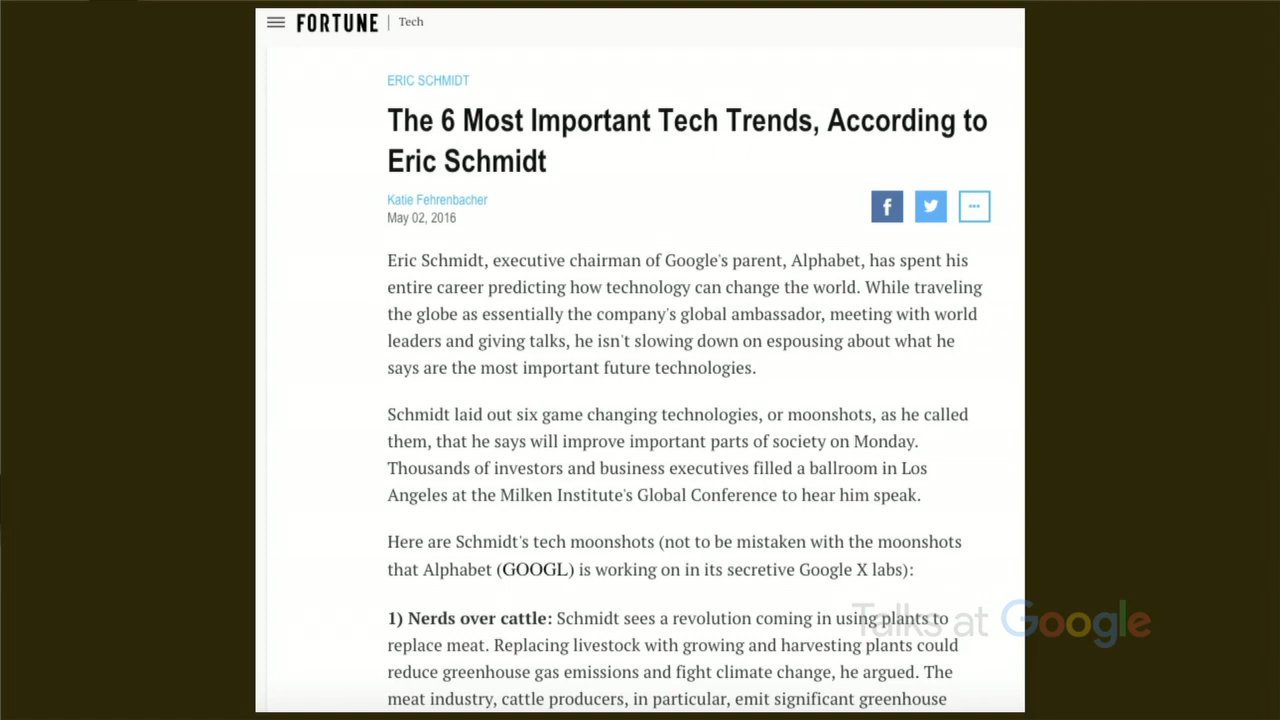 FORTUNE | Tech
ERIC SCHMIDT
The 6 Most Important Tech Trends, According to
Eric Schmidt
Katie Fehrenbacher
May 02, 2016
Eric Schmidt, executive chairman of Google's parent, Alphabet, has spent his
entire career predicting how technology can change the world. While traveling
the globe as essentially the company's global ambassador, meeting with world
leaders and giving talks, he isn't slowing down on espousing about what he
says are the most important future technologies.
Schmidt laid out six game changing technologies, or moonshots, as he called
them, that he says will improve important parts of society on Monday.
Thousands of investors and business executives filled a ballroom in Los
Angeles at the Milken Institute's Global Conference to hear him speak.
Here are Schmidt's tech moonshots (not to be mistaken with the moonshots
that Alphabet (GOOGL) is working on in its secretive Google X labs):
1) Nerds over cattle: Schmidt sees a revolution coming in using plants to
replace meat. Replacing livestock with growing and harvesting plants could
reduce greenhouse gas emissions and fight climate change, he argued. The
meat industry, cattle producers, in particular, emit significant greenhouse
Talks at Google